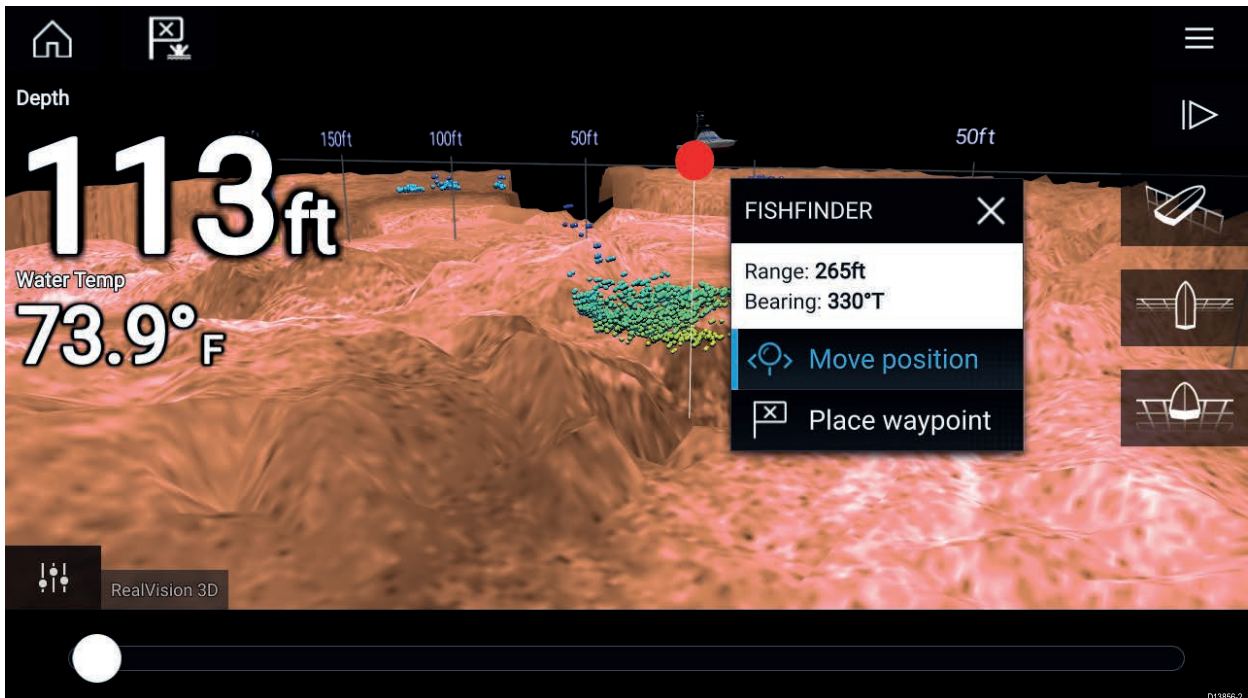 Depth
113ft
Water Temp
73.9°F
150ft
100ft
50ft
50ft
FISHFINDER
Range: 265ft
Bearing: 330°T
Move position
Place waypoint
RealVision 3D
D13856-2